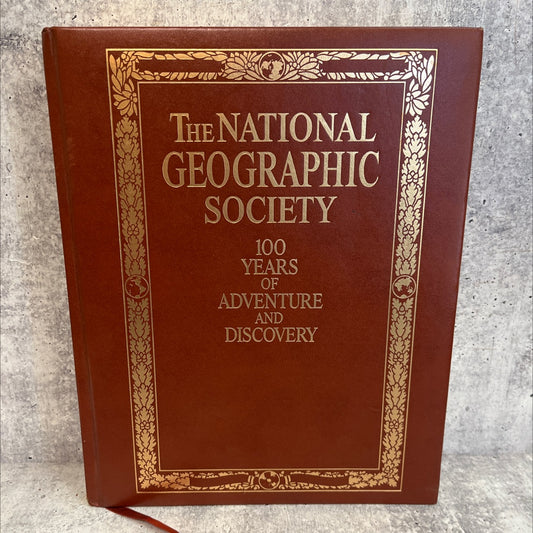 THE NATIONAL
GEOGRAPHIC
SOCIETY
100
YEARS
OF
ADVENTURE
AND
DISCOVERY